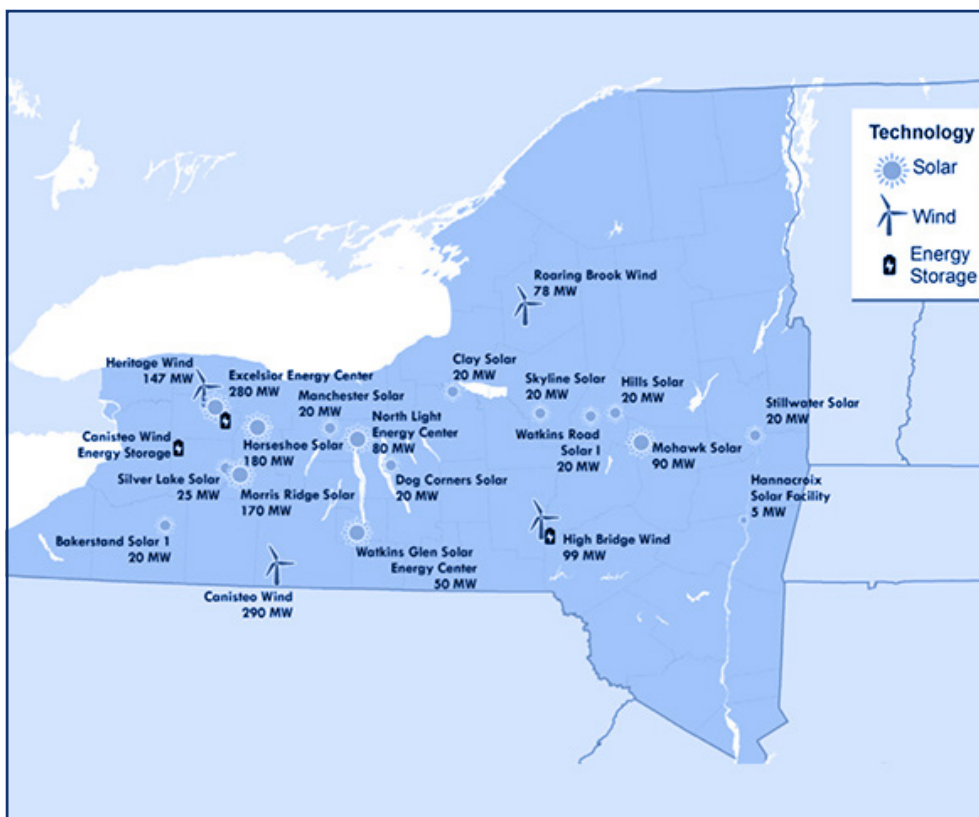 Technology
Solar
Wind
Energy
Storage
Roaring Brook Wind
78 MW
Heritage Wind
147 MW
Excelsior Energy Center
280 MW
Clay Solar
20 MW
Manchester Solar
20 MW
Skyline Solar
20 MW
Hills Solar
20 MW
Stillwater Solar
20 MW
North Light
Energy Center
80 MW
Canisteo Wind
Energy Storage
Horseshoe Solar
180 MW
Watkins Road
Solar I
20 MW
Mohawk Solar
90 MW
Silver Lake Solar
25 MW
Morris Ridge Solar
170 MW
Dog Corners Solar
20 MW
Hannacroix
Solar Facility
5 MW
Bakerstand Solar 1
20 MW
Watkins Glen Solar
Energy Center
50 MW
High Bridge Wind
99 MW
Canisteo Wind
290 MW